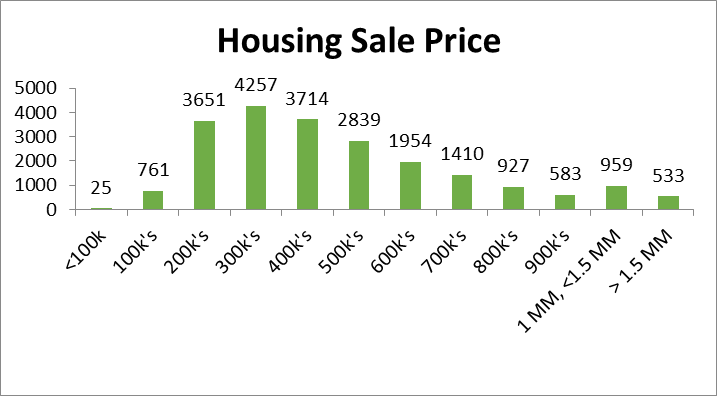 Housing Sale Price
5000
4000
3000
2000
1000
0
25
761
3651
4257
3714
2839
1954
1410
927
583
959
533
<100k
100k's
200k's
300k's
400k's
500k's
600k's
700k's
800k's
900k's
1 MM, <1.5 MM
> 1.5 MM